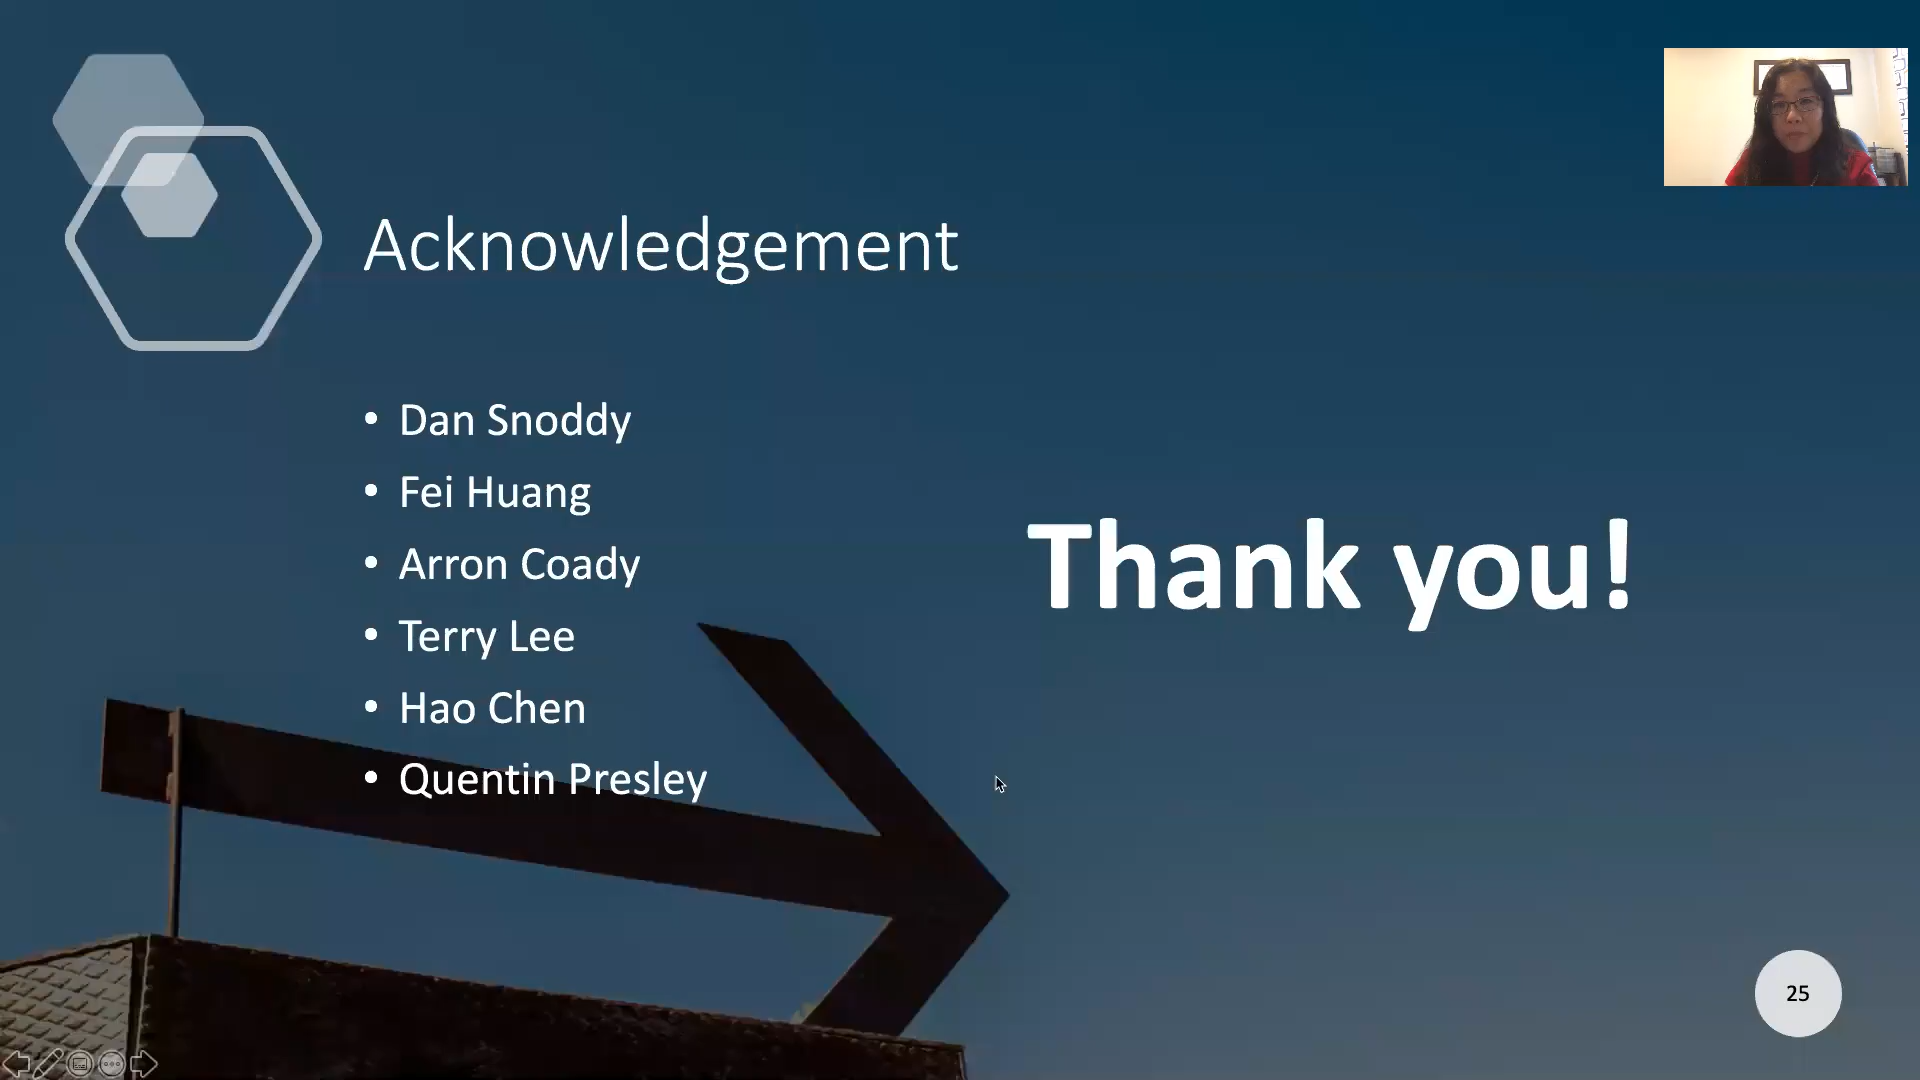 Acknowledgement
• Dan Snoddy
• Fei Huang
• Arron Coady
• Terry Lee
• Hao Chen
• Quentin Presley
Thank you!
25